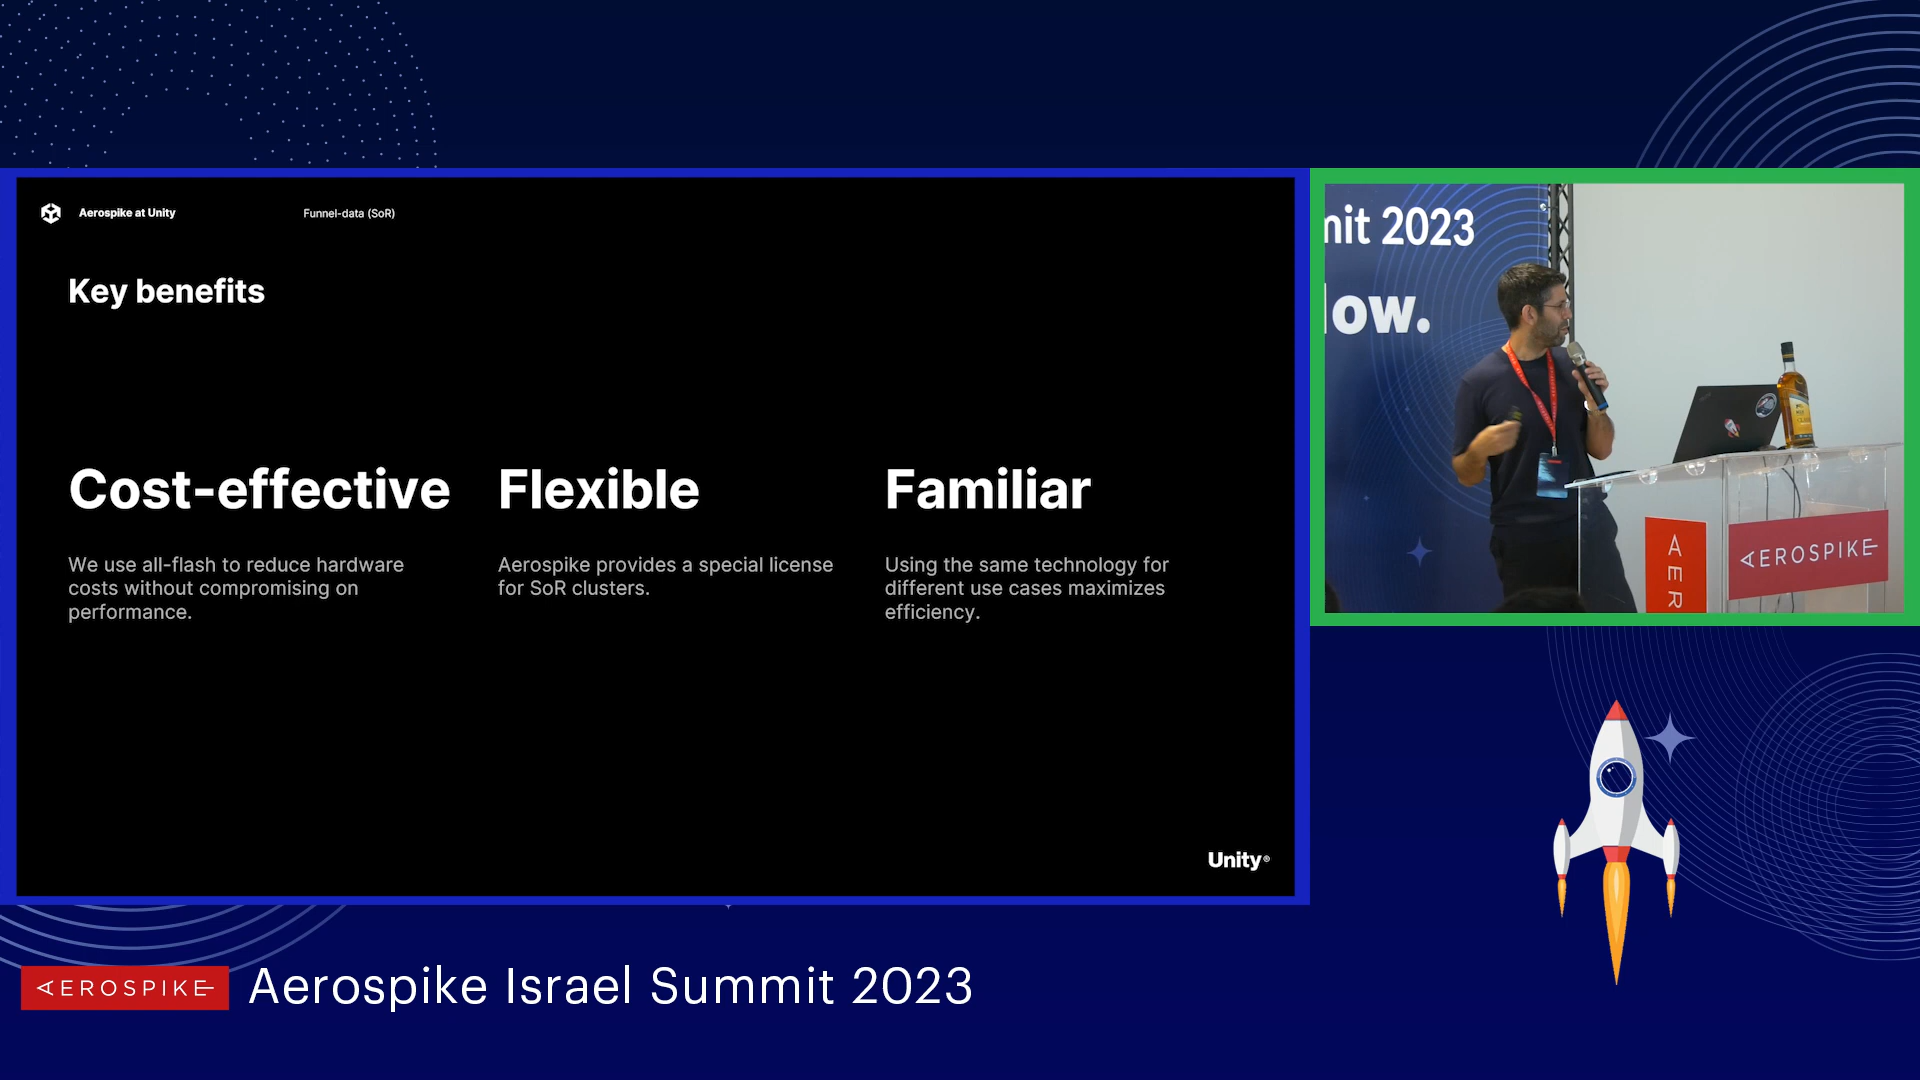 Aerospike at Unity
Funnel-data (SoR)
Key benefits
Cost-effective
We use all-flash to reduce hardware
costs without compromising on
performance.
Flexible
Aerospike provides a special license
for SoR clusters.
Familiar
Using the same technology for
different use cases maximizes
efficiency.
Unity®
nit 2023
low.
AER
AEROSPIKE
AEROSPIKE
Aerospike Israel Summit 2023